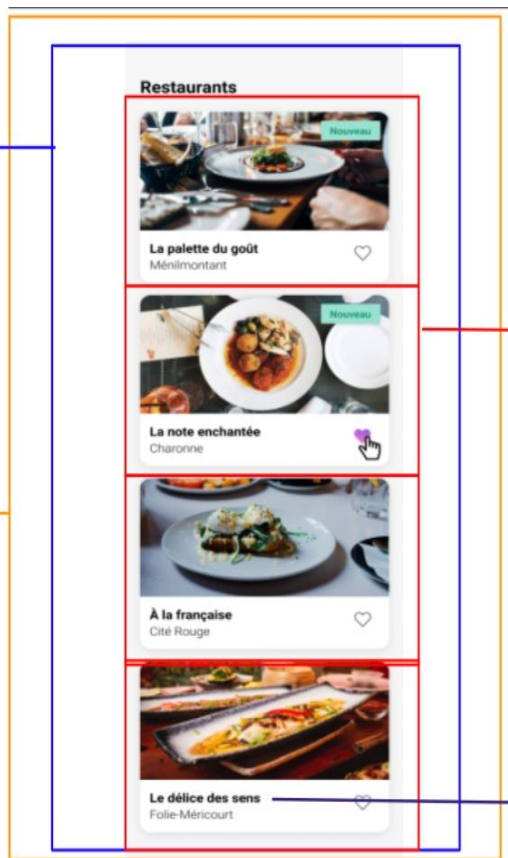 Restaurants
Nouveau
La palette du goût
Ménilmontant
Nouveau
La note enchantée
Charonne
À la française
Cité Rouge
Le délice des sens
Folie-Méricourt